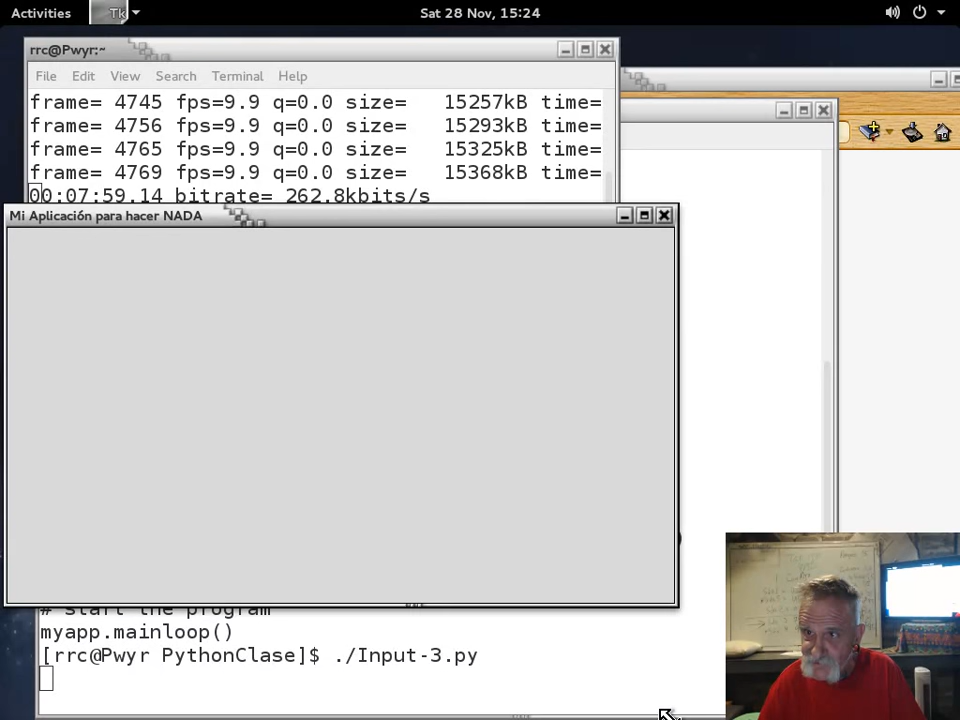 Activities Tk Sat 28 Nov, 15:24
rrc@Pwyr:~
File Edit View Search Terminal Help
frame= 4745 fps=9.9 q=0.0 size= 15257kB time=
frame= 4756 fps=9.9 q=0.0 size= 15293kB time=
frame= 4765 fps=9.9 q=0.0 size= 15325kB time=
frame= 4769 fps=9.9 q=0.0 size= 15368kB time=
00:07:59.14 bitrate= 262.8kbits/s
Mi Aplicación para hacer NADA
# start the program
myapp.mainloop()
[rrc@Pwyr PythonClase]$ ./Input-3.py